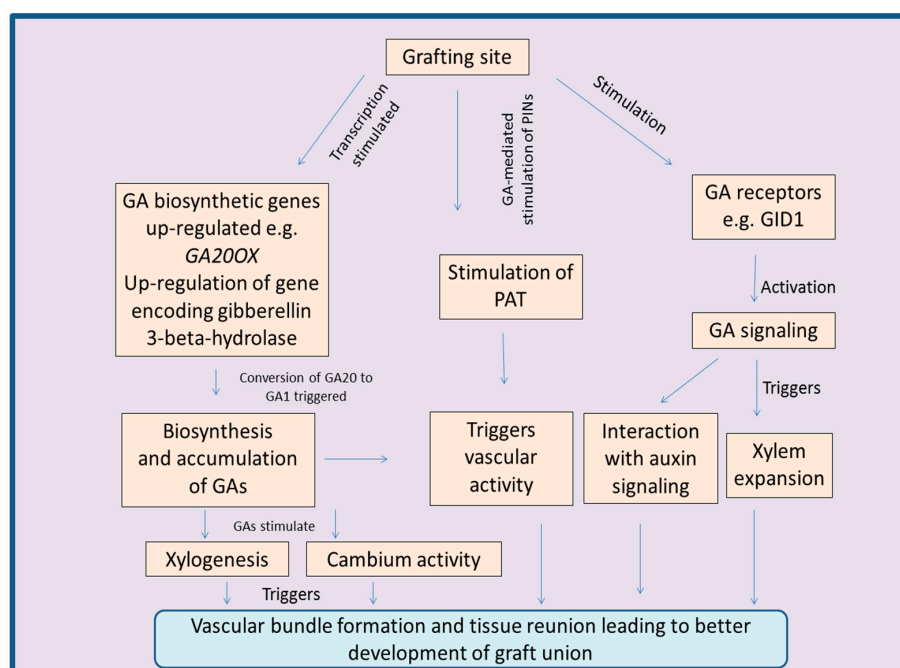 Grafting site
Transcription
stimulated
GA-mediated
stimulation of PINs
Stimulation
GA biosynthetic genes
up-regulated e.g.
GA20OX
Up-regulation of gene
encoding gibberellin
3-beta-hydrolase
Stimulation of
PAT
GA receptors
e.g. GID1
Activation
GA signaling
Conversion of GA20 to
GA1 triggered
Triggers
Biosynthesis
and accumulation
of GAs
Triggers
vascular
activity
Interaction
with auxin
signaling
Xylem
expansion
GAs stimulate
Xylogenesis
Cambium activity
Triggers
Vascular bundle formation and tissue reunion leading to better
development of graft union